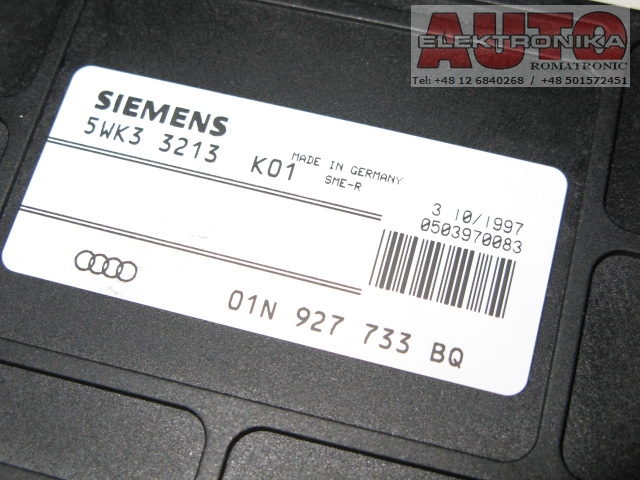 AUTO
ELEKTRONIKA
ROMATRONIC
Tel: +48 12 6840268 / +48 501572451
SIEMENS
5WK3 3213 K01
MADE IN GERMANY
SME-R
3 10/1997
0503970083
01N 927 733 BQ